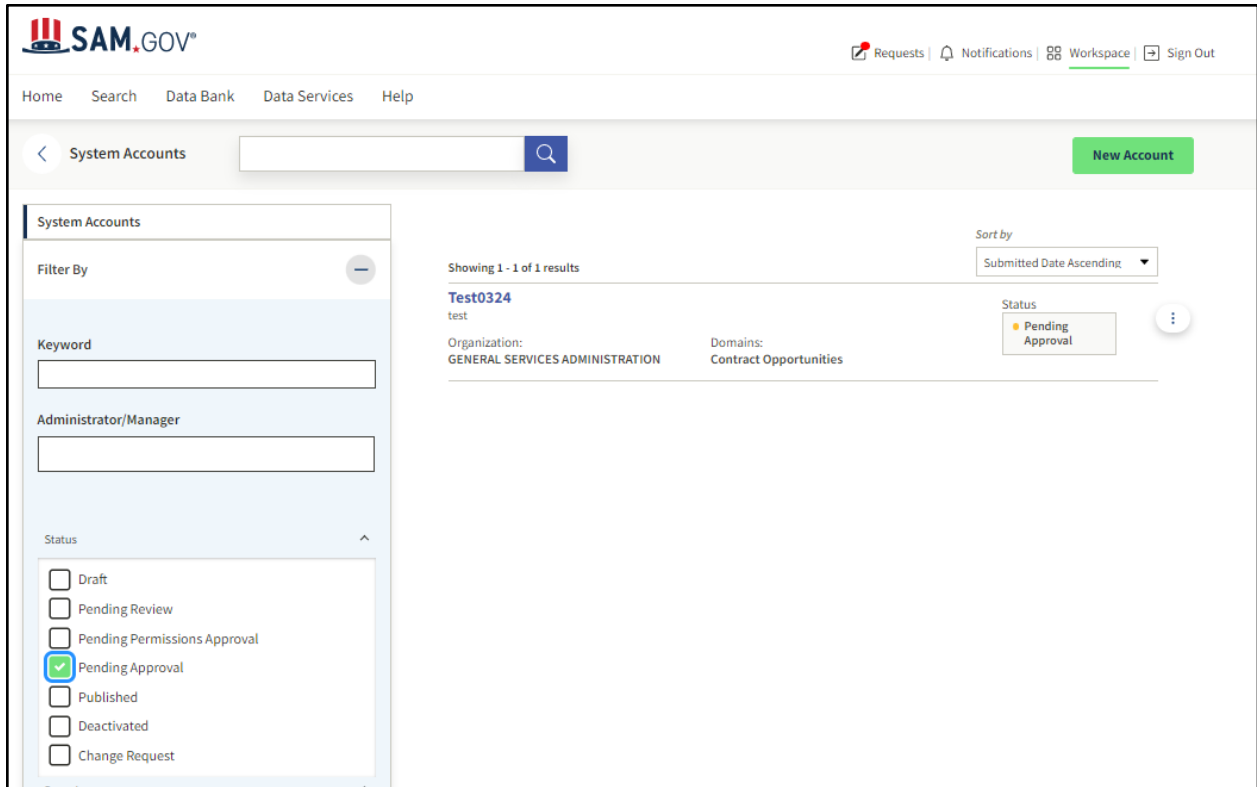 SAM.GOV®
Requests | Notifications | Workspace | Sign Out
Home Search Data Bank Data Services Help
System Accounts
New Account
System Accounts
Filter By
Keyword
Administrator/Manager
Status
Draft
Pending Review
Pending Permissions Approval
Pending Approval
Published
Deactivated
Change Request
Sort by
Submitted Date Ascending
Showing 1 - 1 of 1 results
Test0324
test
Organization:
GENERAL SERVICES ADMINISTRATION
Domains:
Contract Opportunities
Status
Pending
Approval